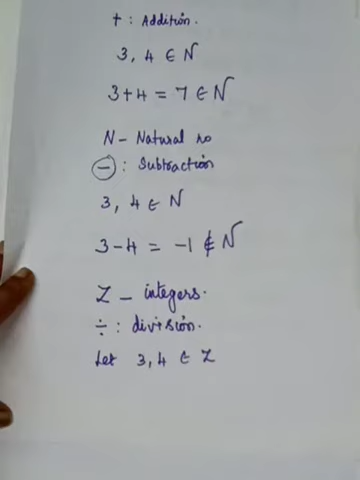 + : Addition.
3, 4 ∈ N
3+4 = 7 ∈ N
N - Natural no
- : Subtraction
3, 4 ∈ N
3-4 = -1 ∉ N
Z - integers.
÷ : division.
Let 3, 4 ∈ Z